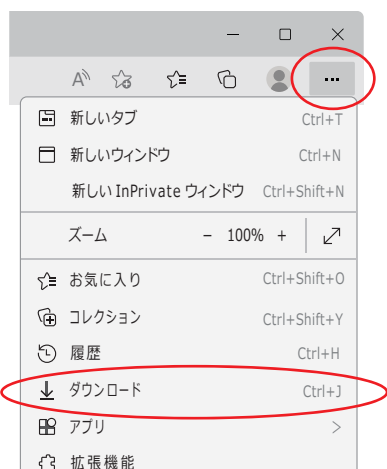 A
新しいタブ Ctrl+T
新しいウィンドウ Ctrl+N
新しい InPrivate ウィンドウ Ctrl+Shift+N
ズーム − 100% +
お気に入り Ctrl+Shift+O
コレクション Ctrl+Shift+Y
履歴 Ctrl+H
ダウンロード Ctrl+J
アプリ >
拡張機能